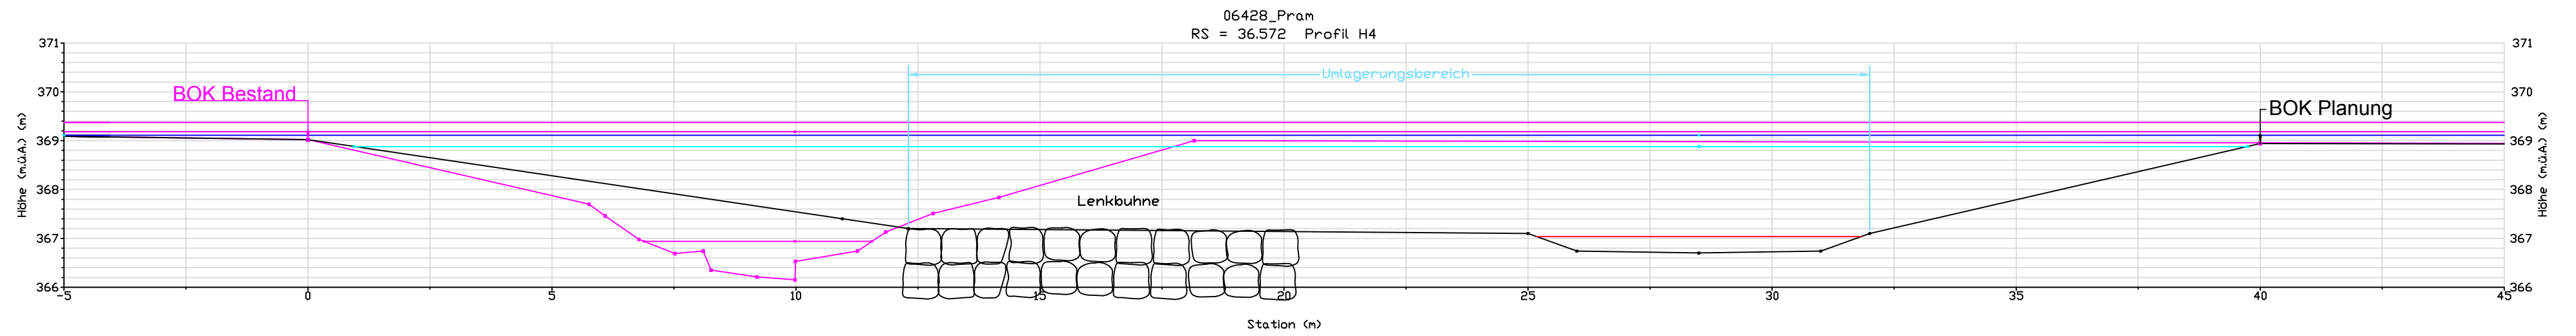 06428_Pram
RS = 36.572 Profil H4
371
370
369
368
367
366
Höhe (m.ü.A.) (m)
BOK Bestand
Umlagerungsbereich
BOK Planung
Lenkbuhne
371
370
369
368
367
366
Höhe (m.ü.A.) (m)
-5 0 5 10 15 20 25 30 35 40 45
Station (m)